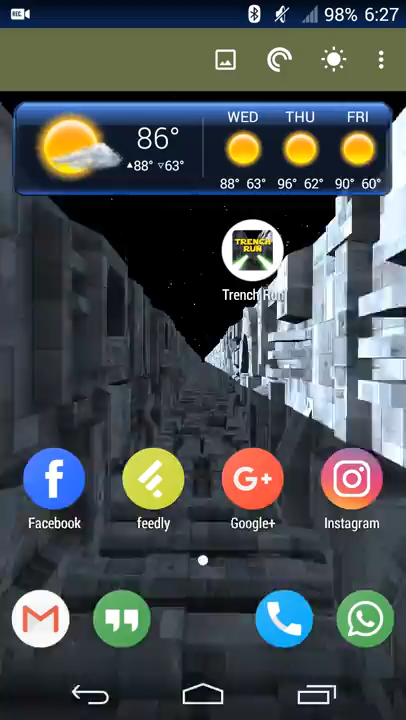 REC
98% 6:27
86°
▲88° ▿63°
WED THU FRI
88° 63° 96° 62° 90° 60°
TRENCH
RUN
Trench Run
Facebook feedly Google+ Instagram